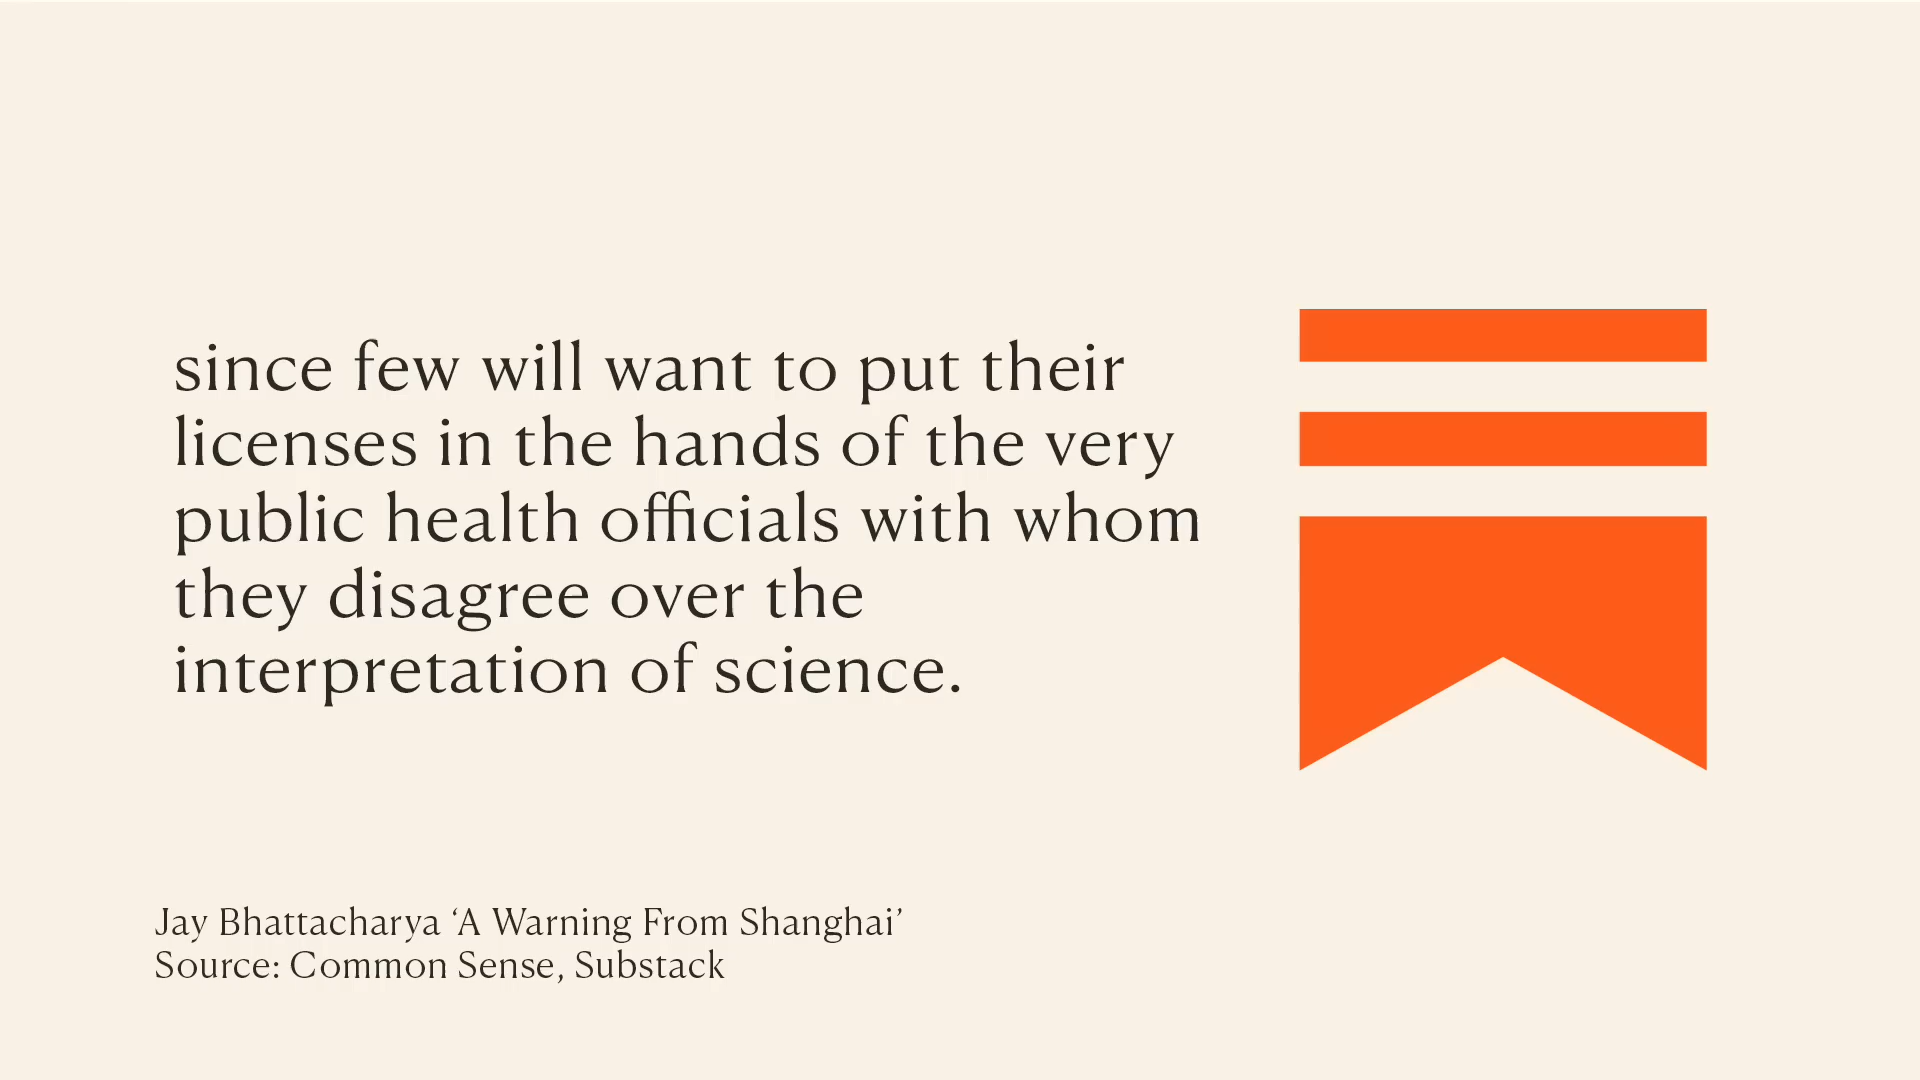 since few will want to put their
licenses in the hands of the very
public health officials with whom
they disagree over the
interpretation of science.
Jay Bhattacharya ‘A Warning From Shanghai’
Source: Common Sense, Substack